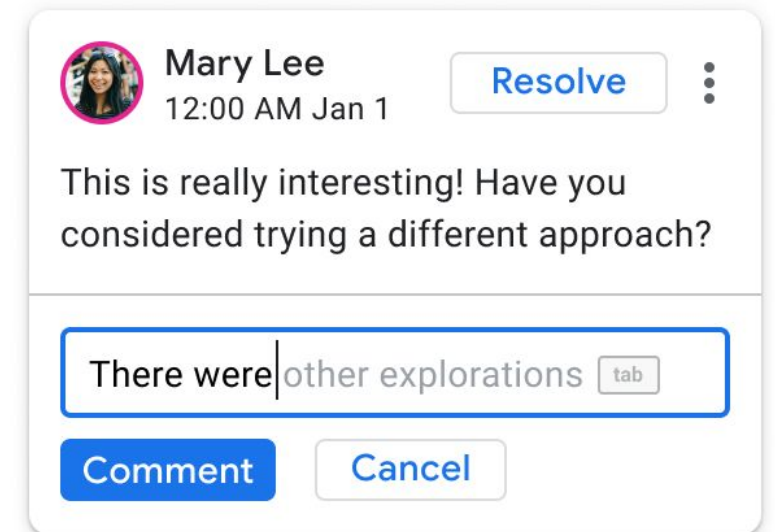 Mary Lee
Resolve
12:00 AM Jan 1
This is really interesting! Have you
considered trying a different approach?
There were other explorations tab
Comment Cancel